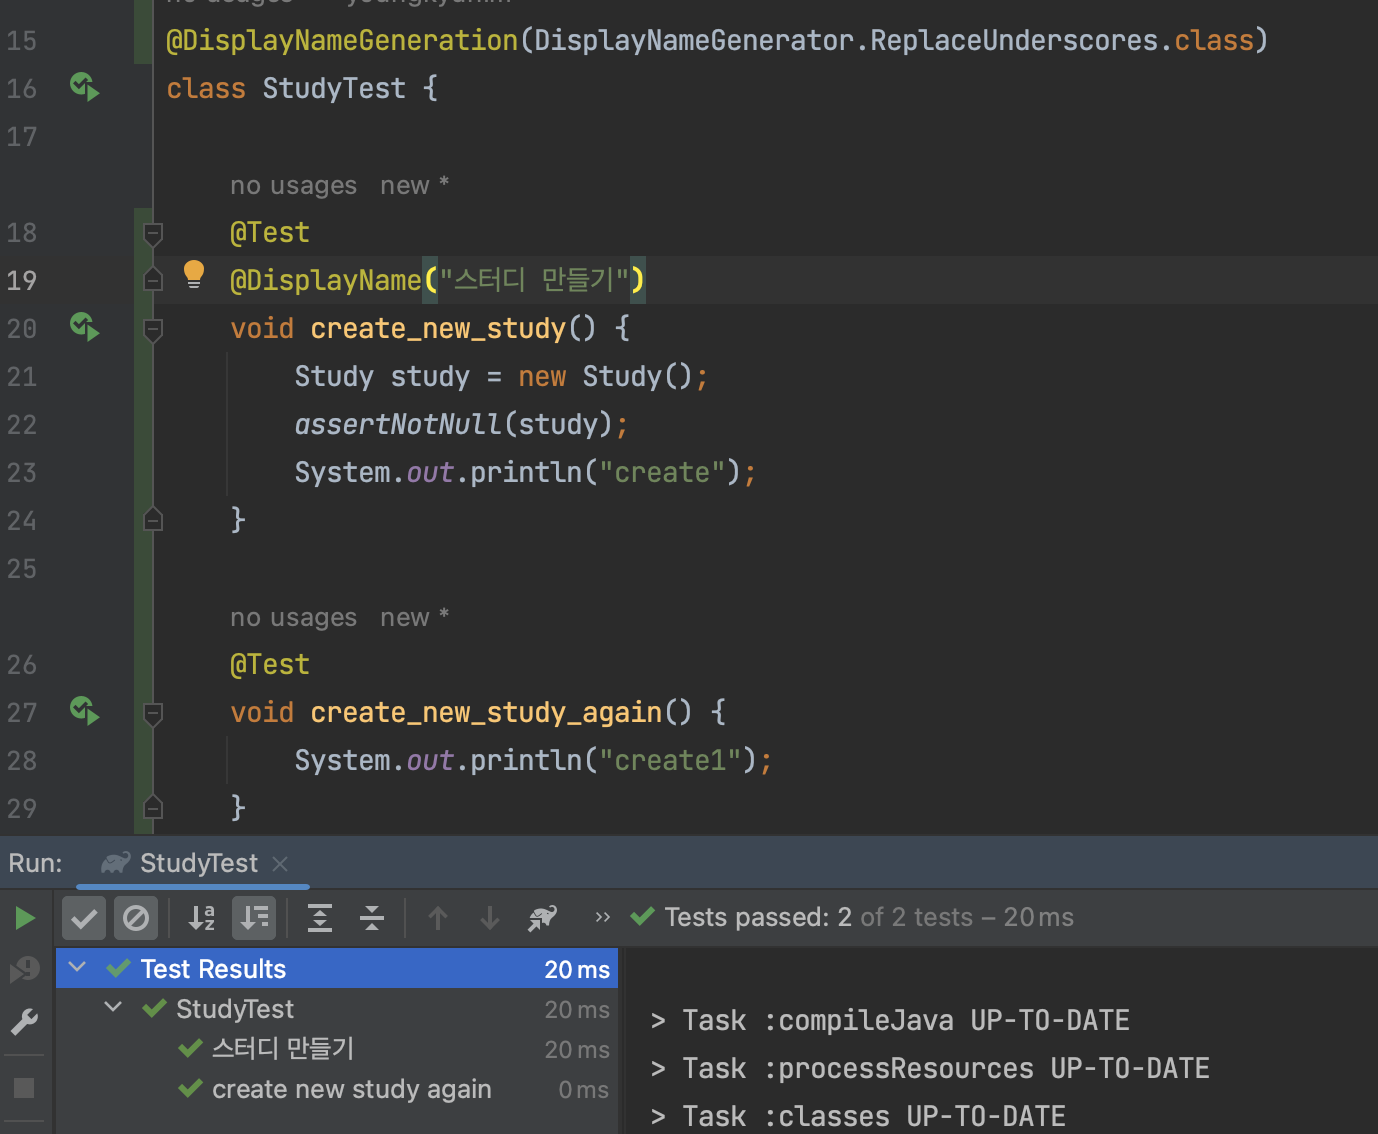 no usages
15 @DisplayNameGeneration(DisplayNameGenerator.ReplaceUnderscores.class)
16 class StudyTest {
17
no usages new *
18 @Test
19 @DisplayName("스터디 만들기")
20 void create_new_study() {
21 Study study = new Study();
22 assertNotNull(study);
23 System.out.println("create");
24 }
25
no usages new *
26 @Test
27 void create_new_study_again() {
28 System.out.println("create1");
29 }
Run: StudyTest
Tests passed: 2 of 2 tests – 20 ms
Test Results 20 ms
StudyTest 20 ms
스터디 만들기 20 ms
create new study again 0 ms
> Task :compileJava UP-TO-DATE
> Task :processResources UP-TO-DATE
> Task :classes UP-TO-DATE